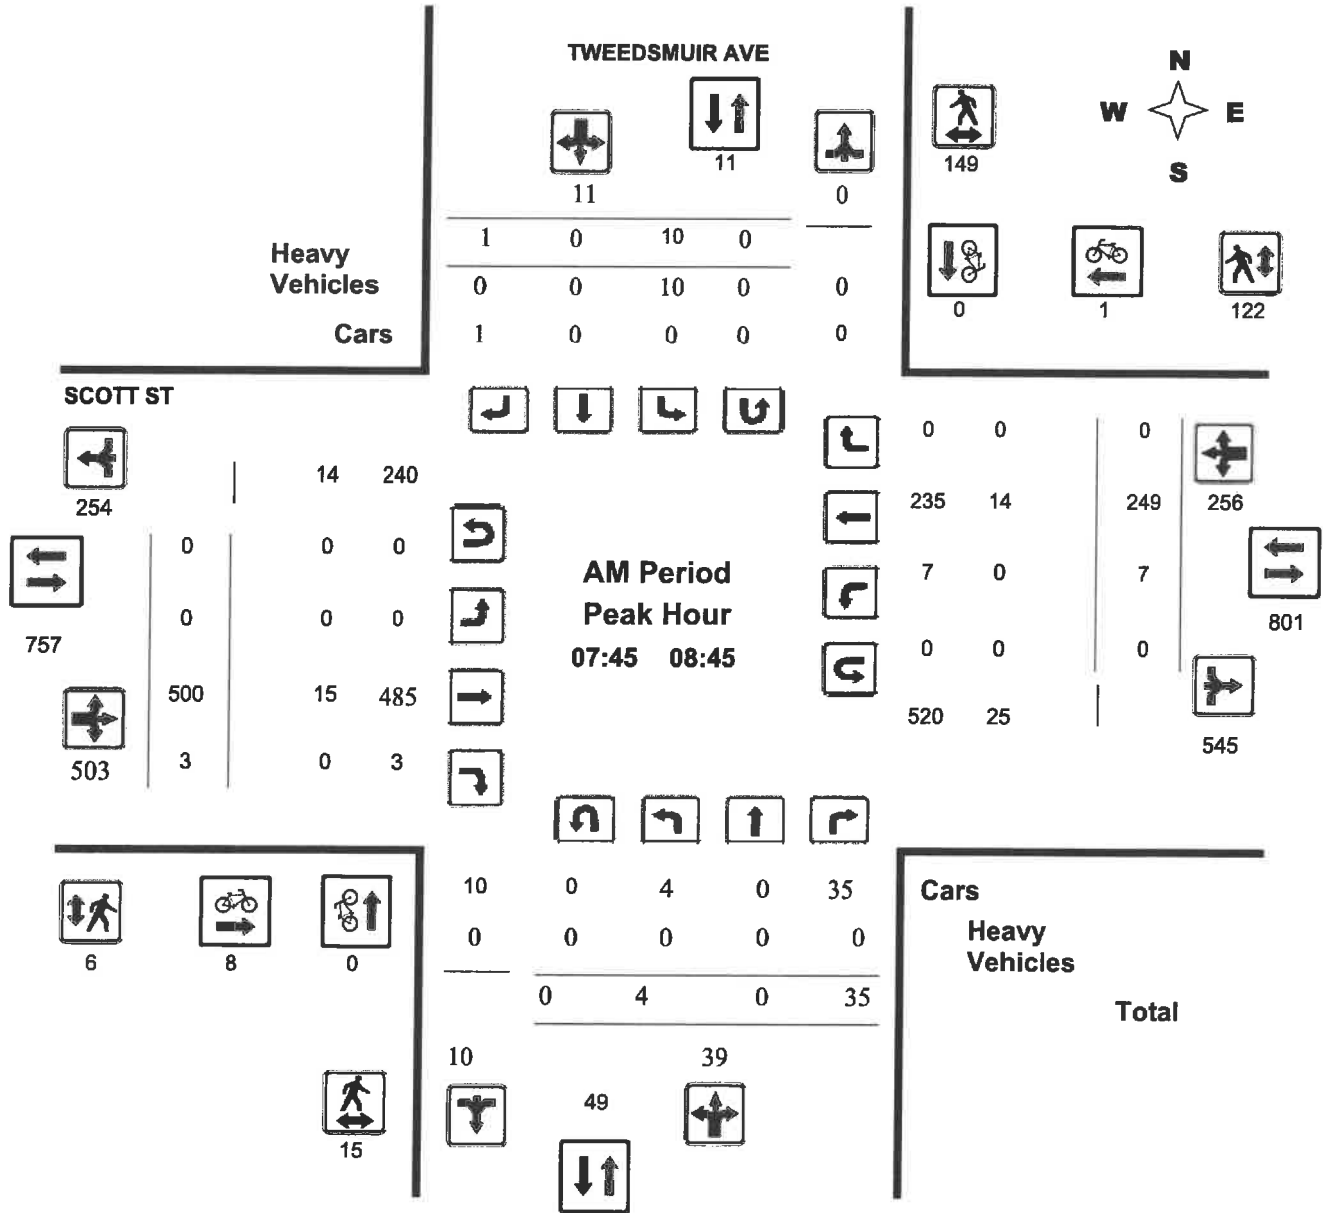 TWEEDSMUIR AVE
N
W E
S
11
149
11 0
1 0 10 0
Heavy
Vehicles
0 0 10 0 0
0 1 122
Cars
1 0 0 0 0
SCOTT ST
0 0 0
14 240
254
235 14 249 256
0 0 0
AM Period
7 0 7
0 0 0
Peak Hour
757
801
07:45 08:45
0 0 0
500 15 485
520 25
545
503
3 0 3
10 0 4 0 35
Cars
0 0 0 0 0
Heavy
Vehicles
6 8 0
0 4 0 35
Total
10 39
49
15